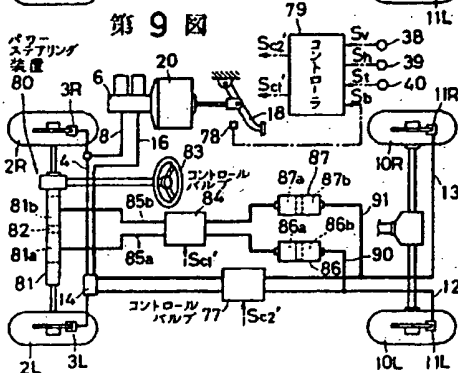 11L
第9図
79
パワー
ステアリング
装置
80
3R
6
20
Sc2'
Sc1'
コントローラ
Sv
Sh
St
Sb
38
39
40
18
78
11R
8
16
2R
4
83
10R
コントロール
バルブ
84
87a
87
87b
91
13
81b
82
81a
81
85b
85a
86a
86b
86
90
Sc1'
14
コントロール
バルブ
77
Sc2'
12
2L
3L
10L
11L